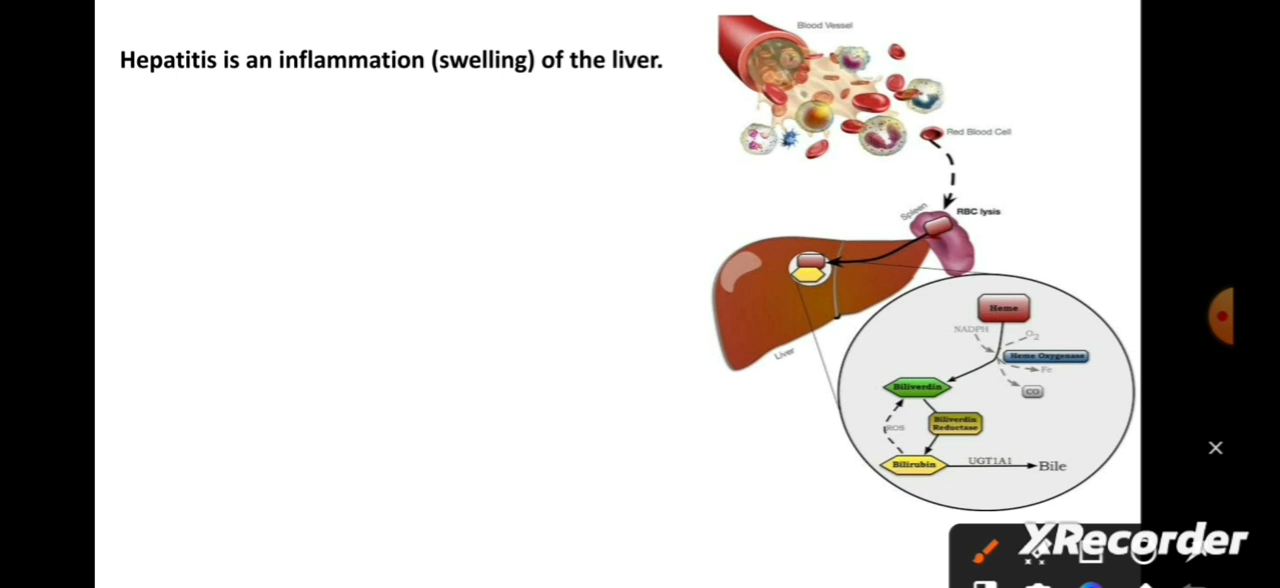 Hepatitis is an inflammation (swelling) of the liver.
Blood Vessel
Red Blood Cell
Spleen
RBC lysis
Heme
NADPH
O2
Heme Oxygenase
Fe
CO
Liver
Biliverdin
Biliverdin
Reductase
ROS
Bilirubin
UGT1A1
Bile
XRecorder